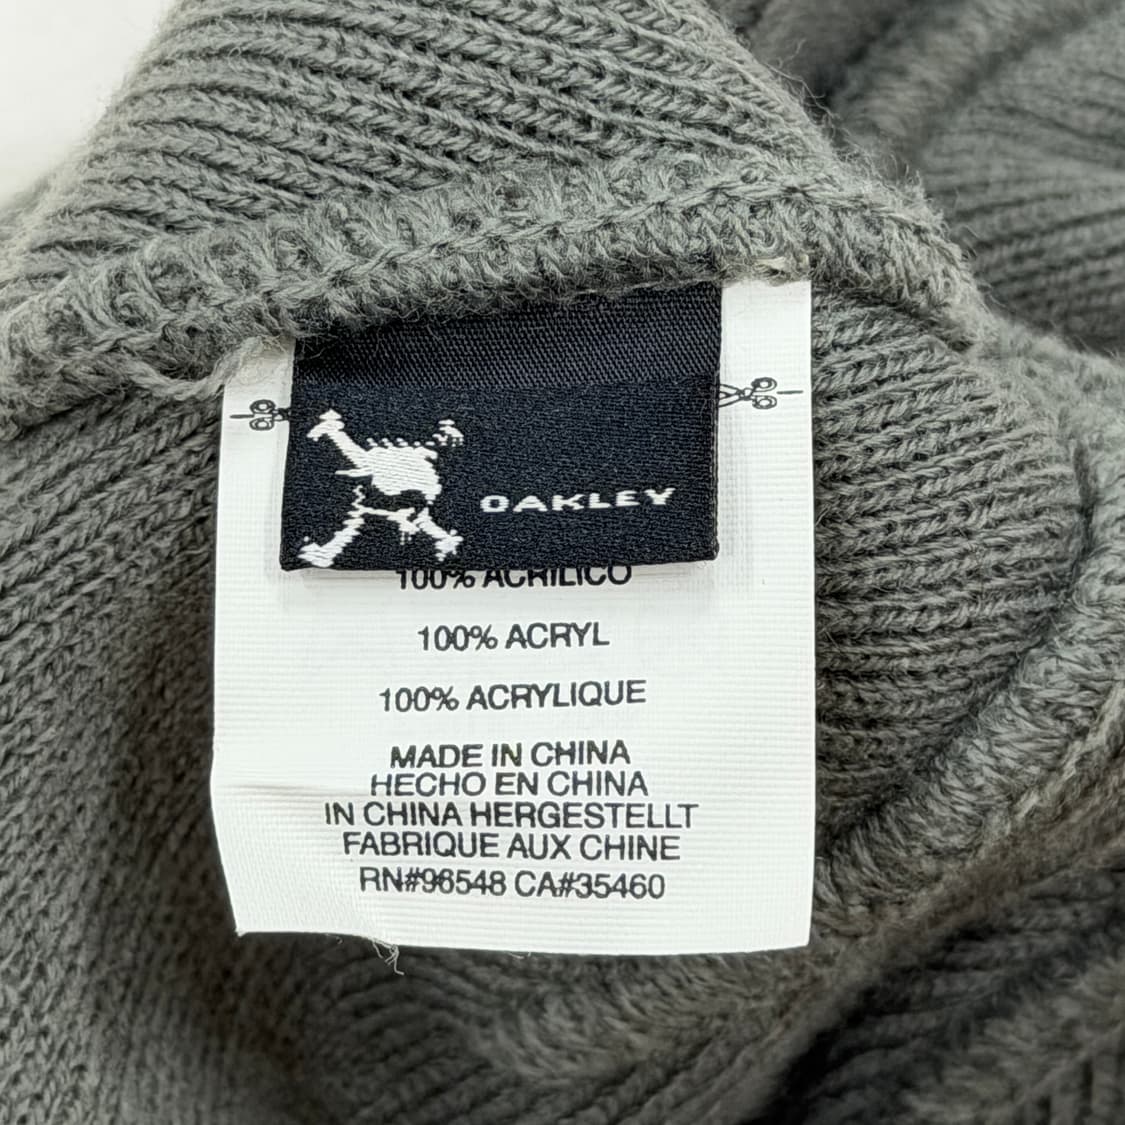 OAKLEY
100% ACRILICO
100% ACRYL
100% ACRYLIQUE
MADE IN CHINA
HECHO EN CHINA
IN CHINA HERGESTELLT
FABRIQUE AUX CHINE
RN#96548 CA#35460